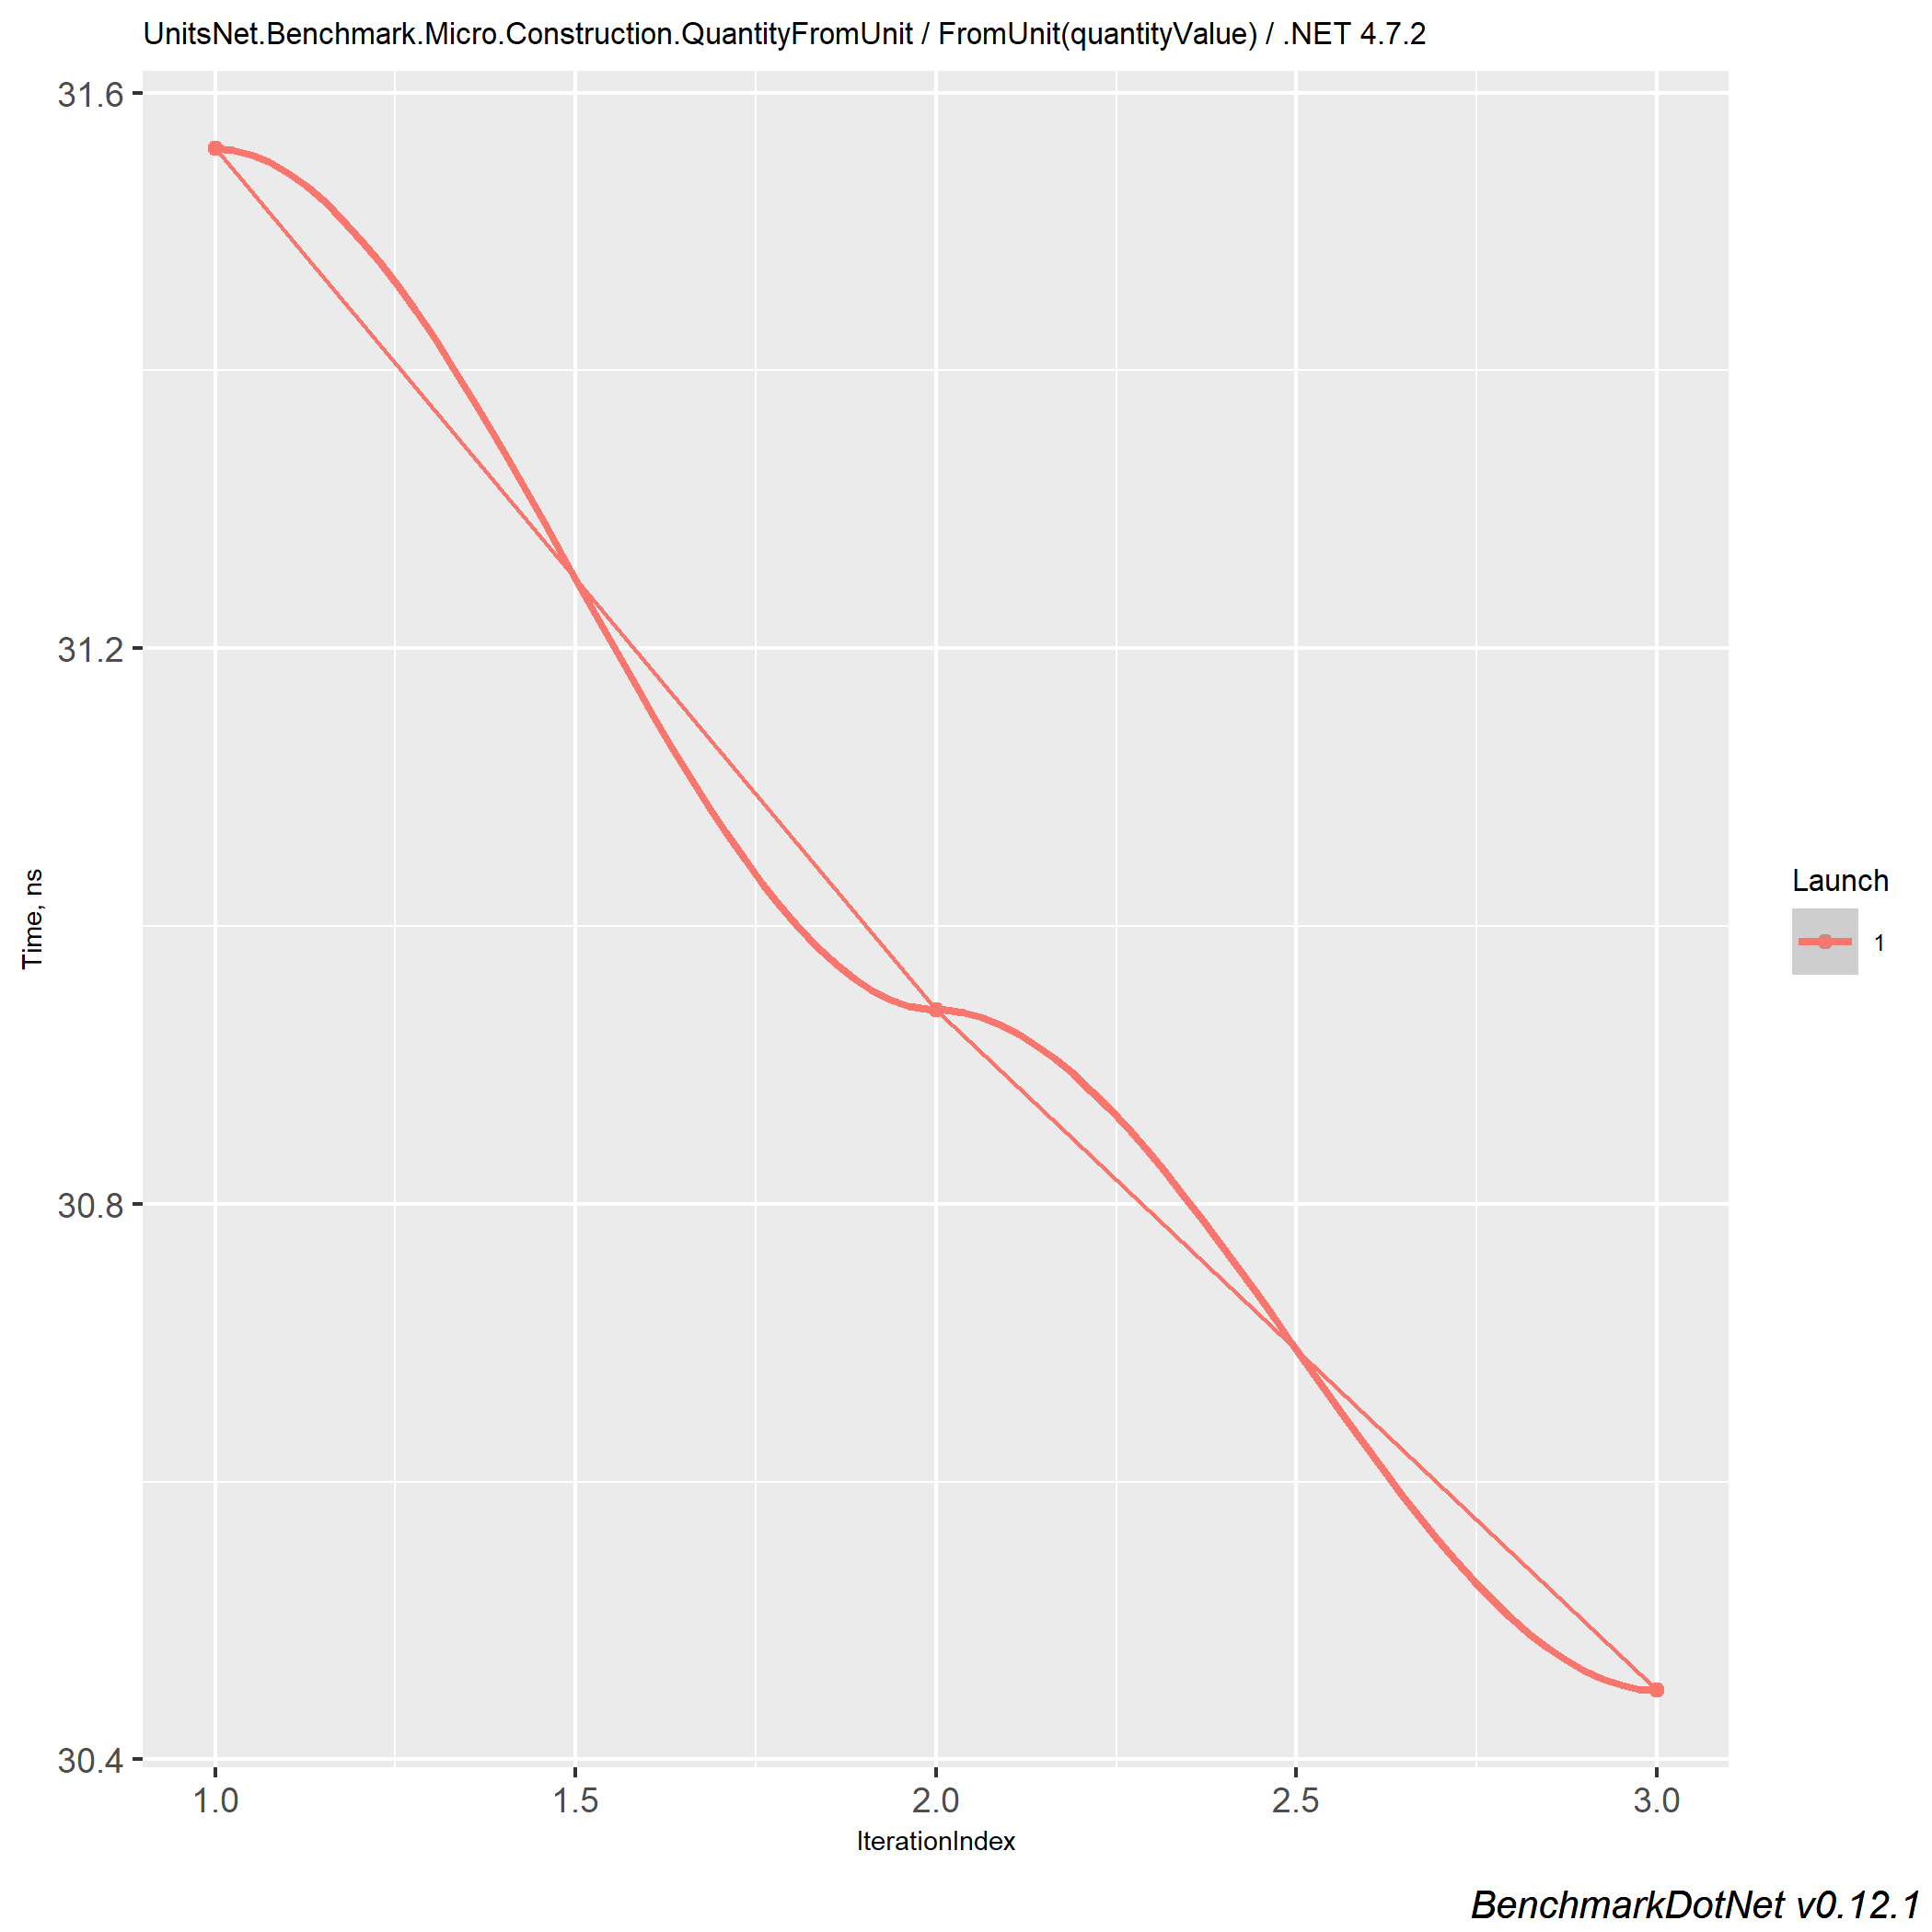 UnitsNet.Benchmark.Micro.Construction.QuantityFromUnit / FromUnit(quantityValue) / .NET 4.7.2
31.6
31.2
30.8
30.4
Time, ns
1.0 1.5 2.0 2.5 3.0
IterationIndex
Launch
1
BenchmarkDotNet v0.12.1